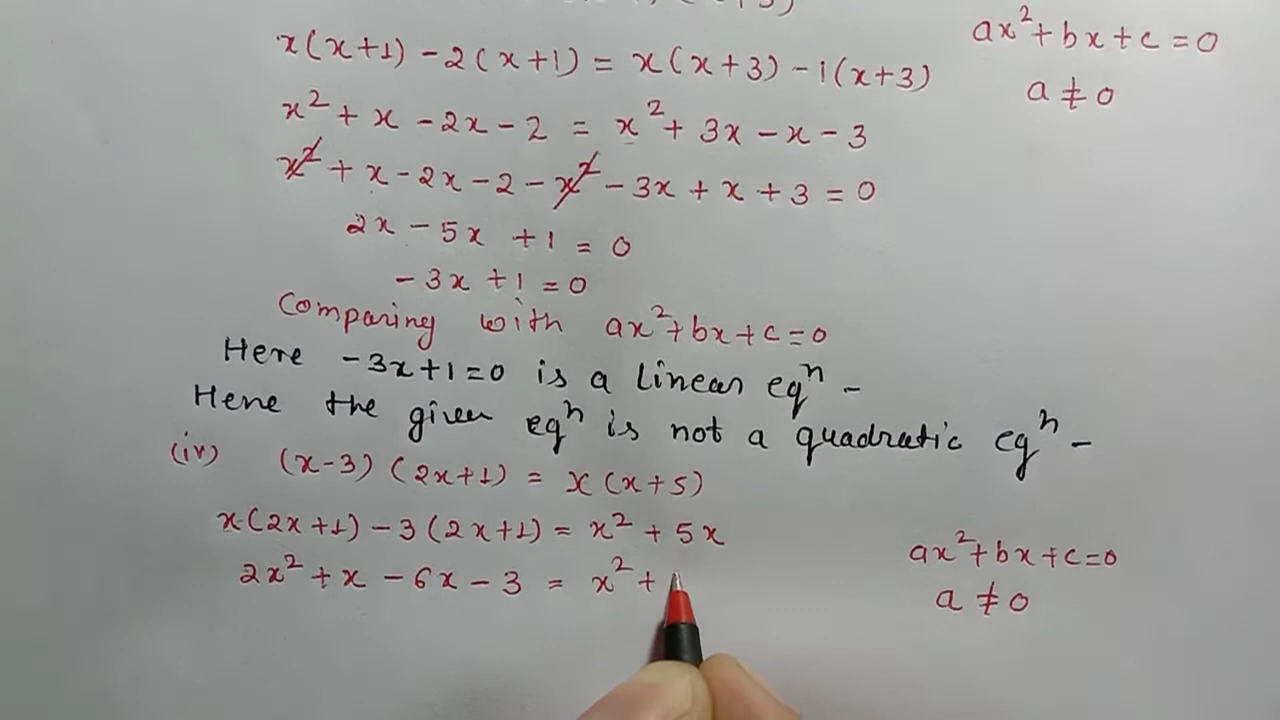 x(x+1) - 2(x+1) = x(x+3) - 1(x+3)
ax² + bx + c = 0
a ≠ 0
x² + x - 2x - 2 = x² + 3x - x - 3
x² + x - 2x - 2 - x² - 3x + x + 3 = 0
2x - 5x + 1 = 0
- 3x + 1 = 0
Comparing with ax² + bx + c = 0
Here -3x + 1 = 0 is a linear eqⁿ -
Hene the given eqⁿ is not a quadratic eqⁿ -
(iv) (x-3) (2x+1) = x (x+5)
x(2x+1) - 3(2x+1) = x² + 5x
2x² + x - 6x - 3 = x² +
ax² + bx + c = 0
a ≠ 0